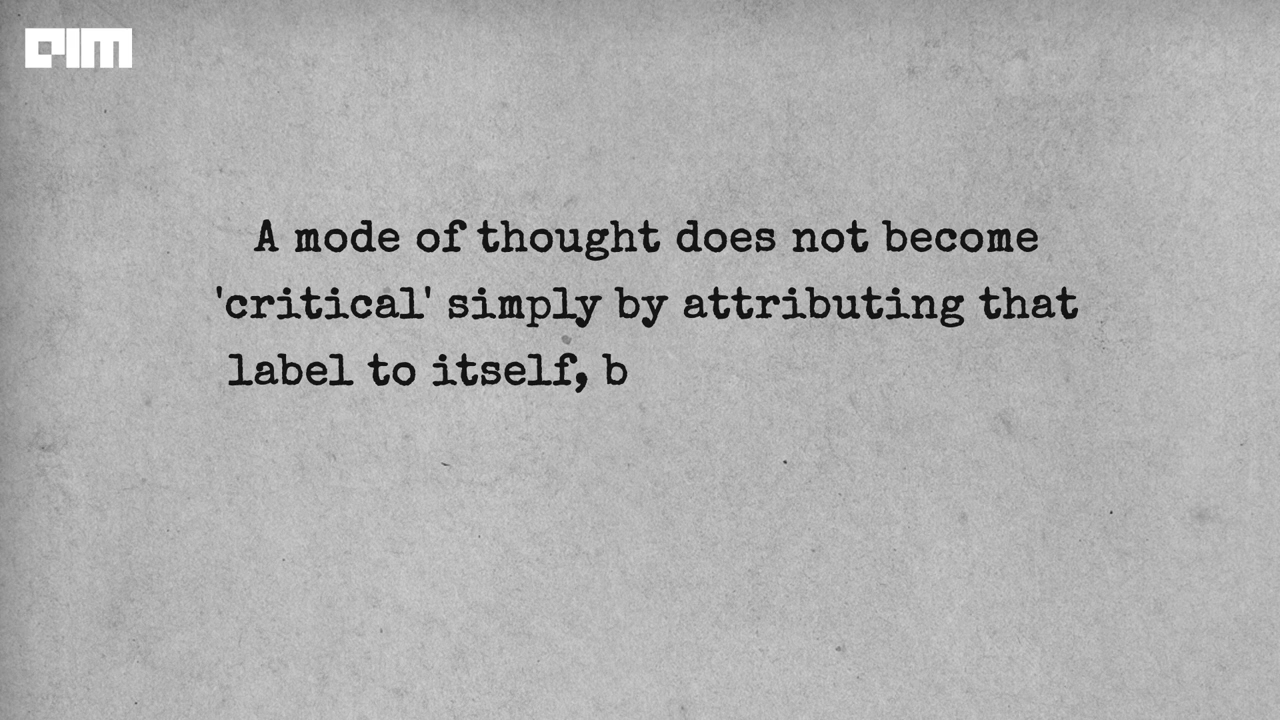 AIM
A mode of thought does not become
'critical' simply by attributing that
label to itself, b